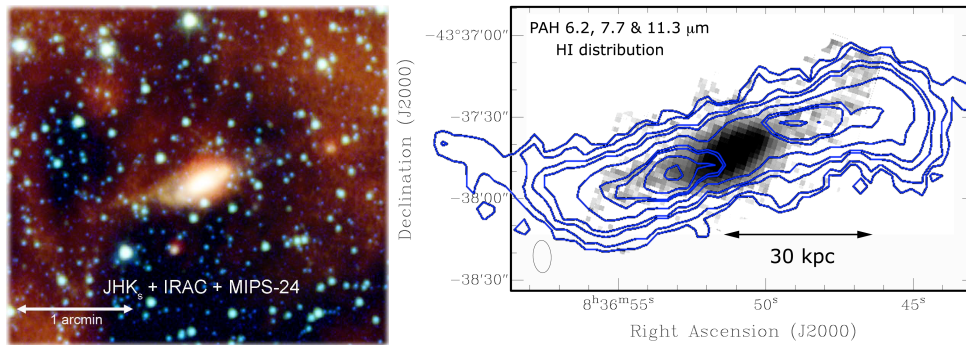 JHKs + IRAC + MIPS-24
1 arcmin
PAH 6.2, 7.7 & 11.3 μm
HI distribution
30 kpc
Declination (J2000)
−43°37'00"
−37'30"
−38'00"
−38'30"
8ʰ36ᵐ55ˢ
50ˢ
45ˢ
Right Ascension (J2000)